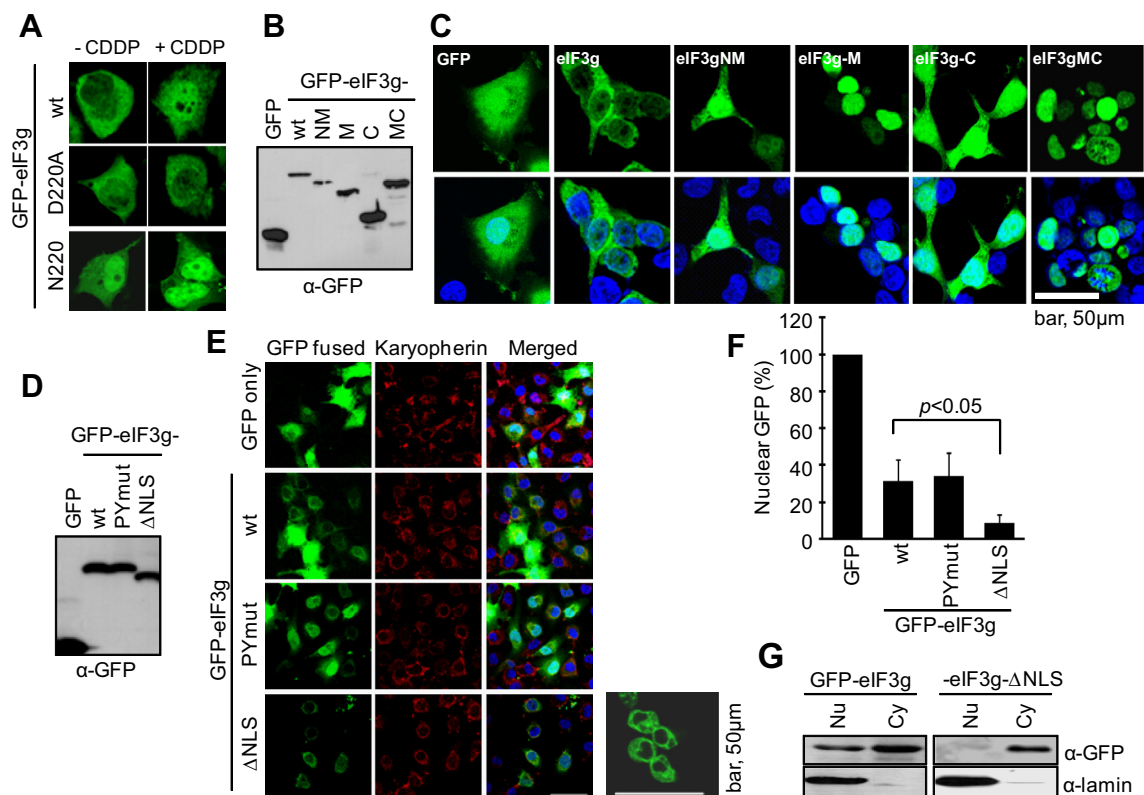 A
- CDDP + CDDP
GFP-eIF3g
wt
D220A
N220
B
GFP-eIF3g-
GFP
wt
NM
M
C
MC
α-GFP
C
GFP
eIF3g
eIF3gNM
eIF3g-M
eIF3g-C
eIF3gMC
bar, 50µm
D
GFP-eIF3g-
GFP
wt
PYmut
ΔNLS
α-GFP
E
GFP fused Karyopherin Merged
GFP only
GFP-eIF3g
wt
PYmut
ΔNLS
bar, 50µm
F
Nuclear GFP (%)
120
100
80
60
40
20
0
p<0.05
GFP
wt
PYmut
ΔNLS
GFP-eIF3g
G
GFP-eIF3g -eIF3g-ΔNLS
Nu Cy Nu Cy
α-GFP
α-lamin